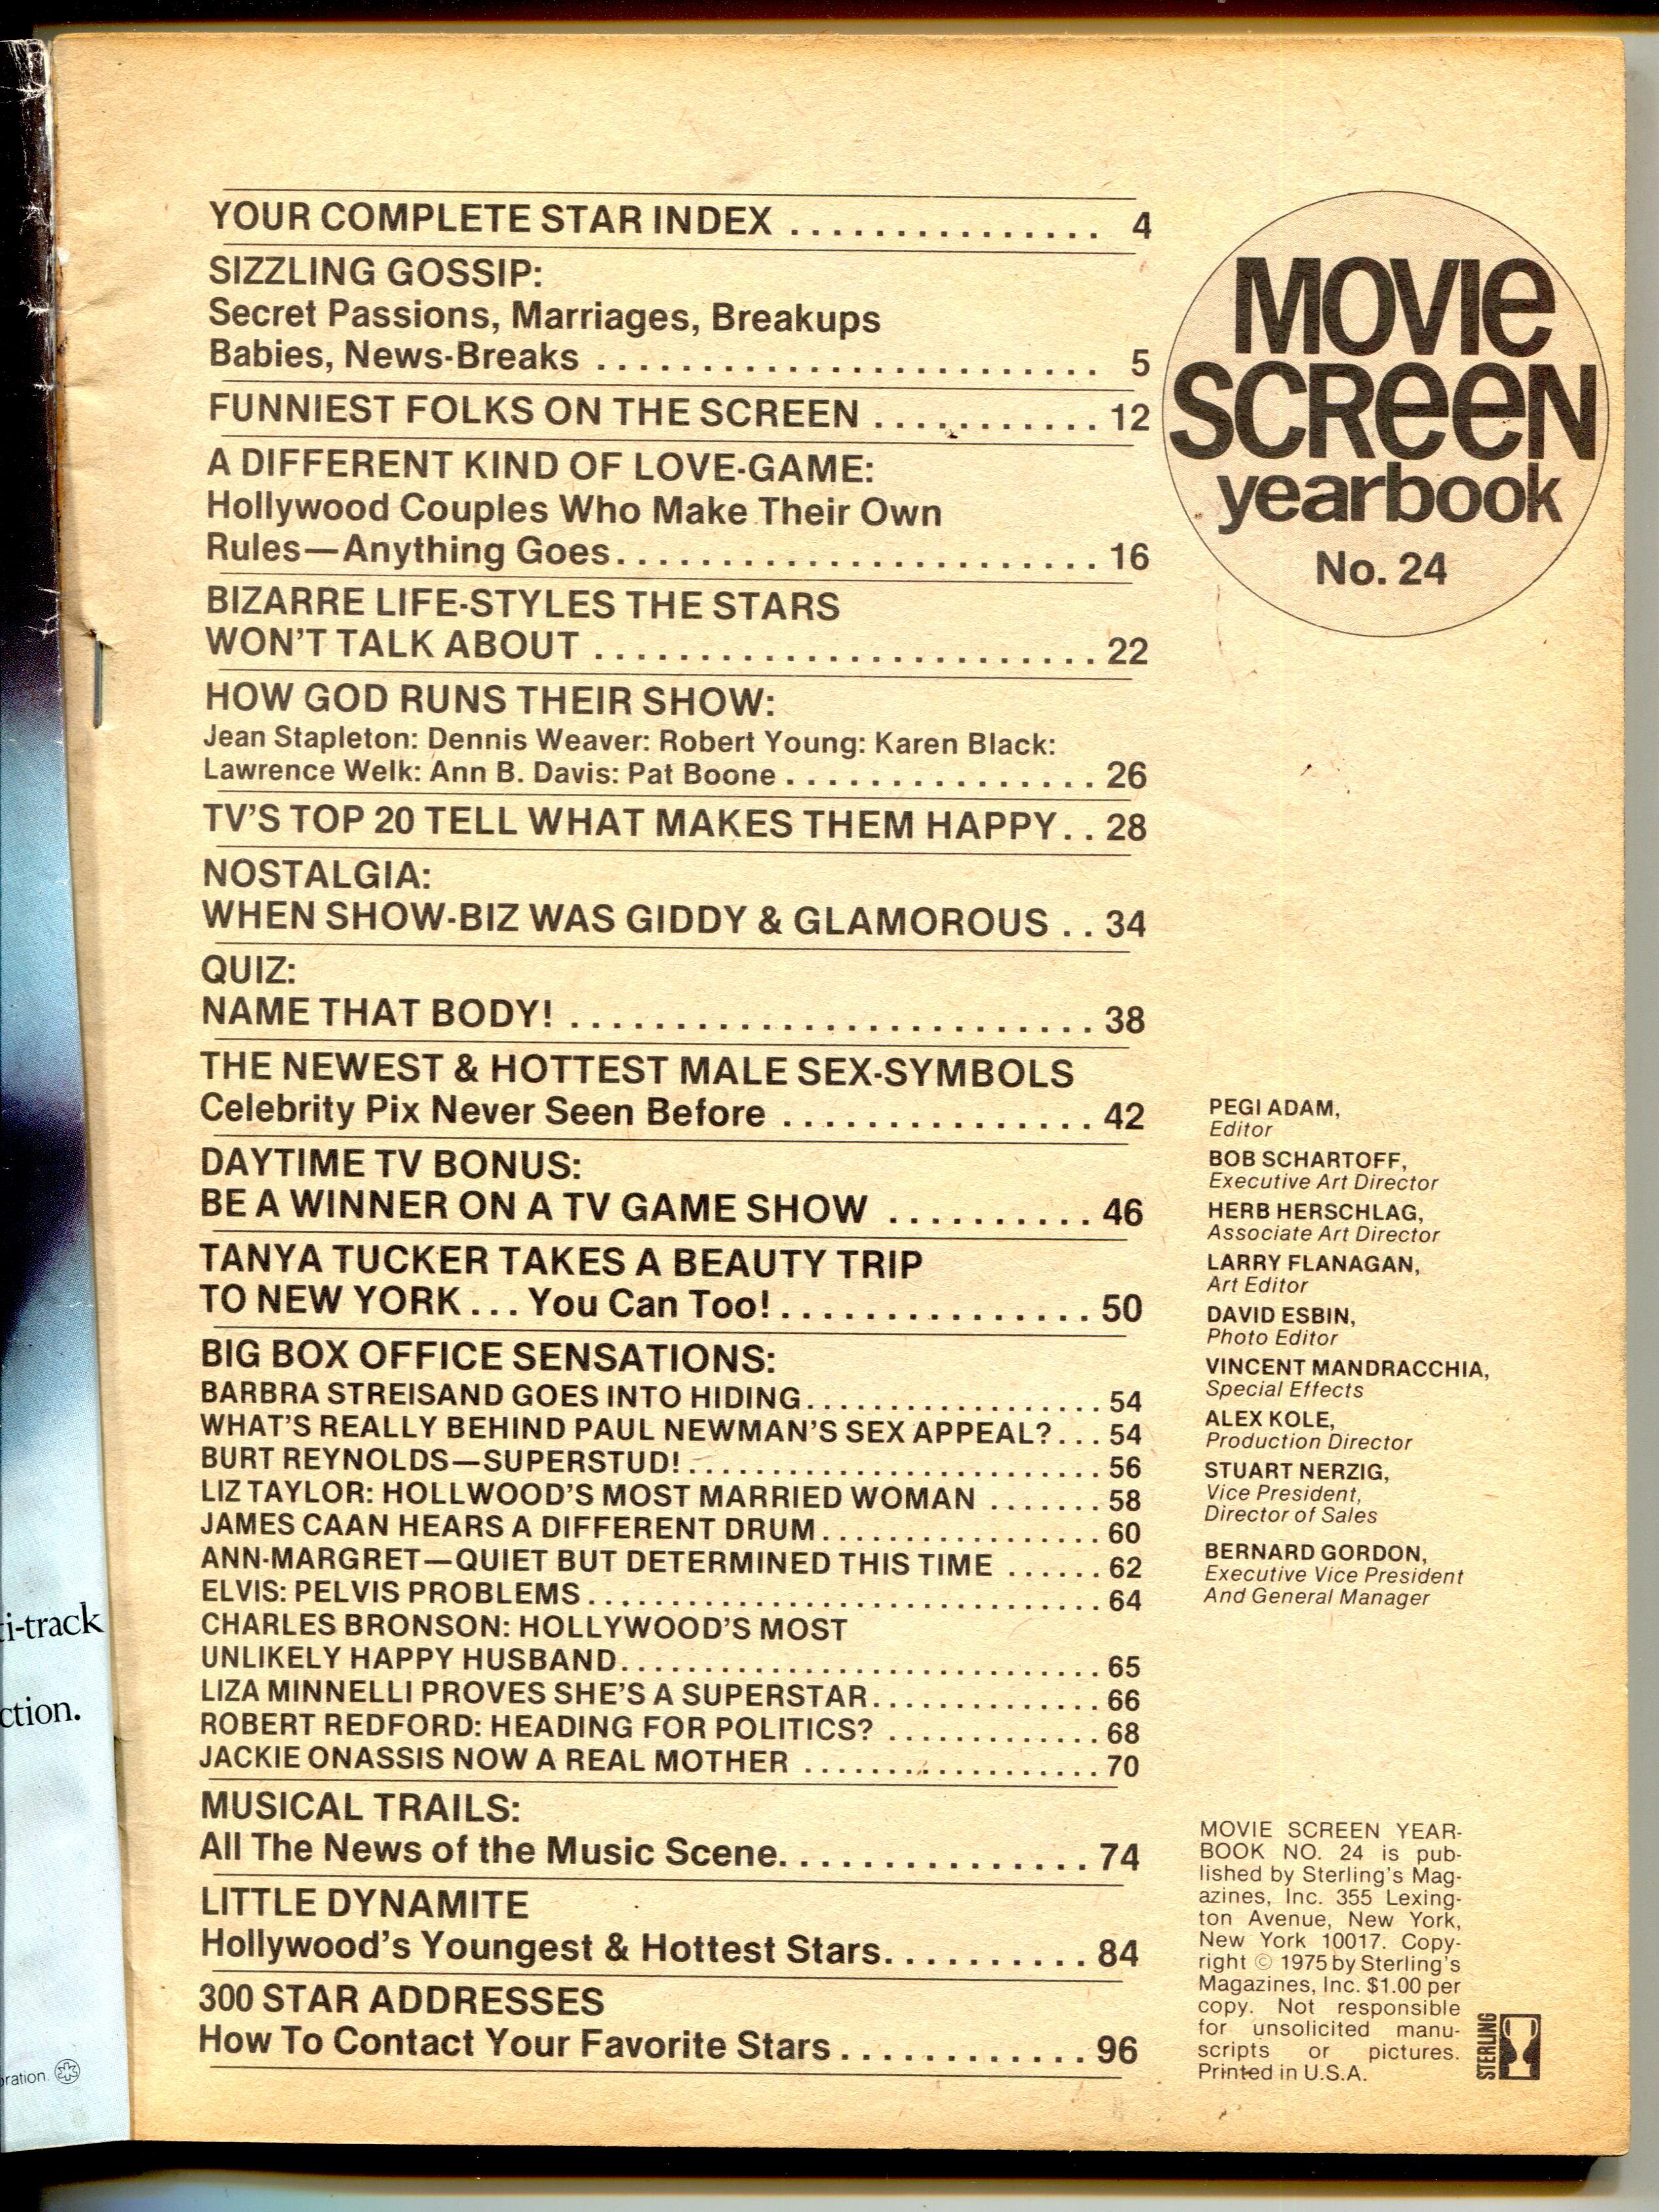 YOUR COMPLETE STAR INDEX ............... 4
SIZZLING GOSSIP:
Secret Passions, Marriages, Breakups
Babies, News-Breaks ........................ 5
FUNNIEST FOLKS ON THE SCREEN ........... 12
A DIFFERENT KIND OF LOVE-GAME:
Hollywood Couples Who Make Their Own
Rules—Anything Goes....................... 16
BIZARRE LIFE-STYLES THE STARS
WON'T TALK ABOUT ........................ 22
HOW GOD RUNS THEIR SHOW:
Jean Stapleton: Dennis Weaver: Robert Young: Karen Black:
Lawrence Welk: Ann B. Davis: Pat Boone ............... 26
TV'S TOP 20 TELL WHAT MAKES THEM HAPPY.. 28
NOSTALGIA:
WHEN SHOW-BIZ WAS GIDDY & GLAMOROUS .. 34
QUIZ:
NAME THAT BODY! ......................... 38
THE NEWEST & HOTTEST MALE SEX-SYMBOLS
Celebrity Pix Never Seen Before ............... 42
DAYTIME TV BONUS:
BE A WINNER ON A TV GAME SHOW .......... 46
TANYA TUCKER TAKES A BEAUTY TRIP
TO NEW YORK... You Can Too!............... 50
BIG BOX OFFICE SENSATIONS:
BARBRA STREISAND GOES INTO HIDING................... 54
WHAT'S REALLY BEHIND PAUL NEWMAN'S SEX APPEAL?... 54
BURT REYNOLDS—SUPERSTUD!........................... 56
LIZ TAYLOR: HOLLWOOD'S MOST MARRIED WOMAN ....... 58
JAMES CAAN HEARS A DIFFERENT DRUM.................. 60
ANN-MARGRET—QUIET BUT DETERMINED THIS TIME ...... 62
ELVIS: PELVIS PROBLEMS................................. 64
CHARLES BRONSON: HOLLYWOOD'S MOST
UNLIKELY HAPPY HUSBAND............................... 65
LIZA MINNELLI PROVES SHE'S A SUPERSTAR............... 66
ROBERT REDFORD: HEADING FOR POLITICS? .............. 68
JACKIE ONASSIS NOW A REAL MOTHER ................... 70
MUSICAL TRAILS:
All The News of the Music Scene................ 74
LITTLE DYNAMITE
Hollywood's Youngest & Hottest Stars.......... 84
300 STAR ADDRESSES
How To Contact Your Favorite Stars............ 96
MOVIE
SCREEN
yearbook
No. 24
PEGI ADAM,
Editor
BOB SCHARTOFF,
Executive Art Director
HERB HERSCHLAG,
Associate Art Director
LARRY FLANAGAN,
Art Editor
DAVID ESBIN,
Photo Editor
VINCENT MANDRACCHIA,
Special Effects
ALEX KOLE,
Production Director
STUART NERZIG,
Vice President,
Director of Sales
BERNARD GORDON,
Executive Vice President
And General Manager
MOVIE SCREEN YEAR-
BOOK NO. 24 is pub-
lished by Sterling's Mag-
azines, Inc. 355 Lexing-
ton Avenue, New York,
New York 10017. Copy-
right © 1975 by Sterling's
Magazines, Inc. $1.00 per
copy. Not responsible
for unsolicited manu-
scripts or pictures.
Printed in U.S.A.
STERLING
i-track
ction.
oration.